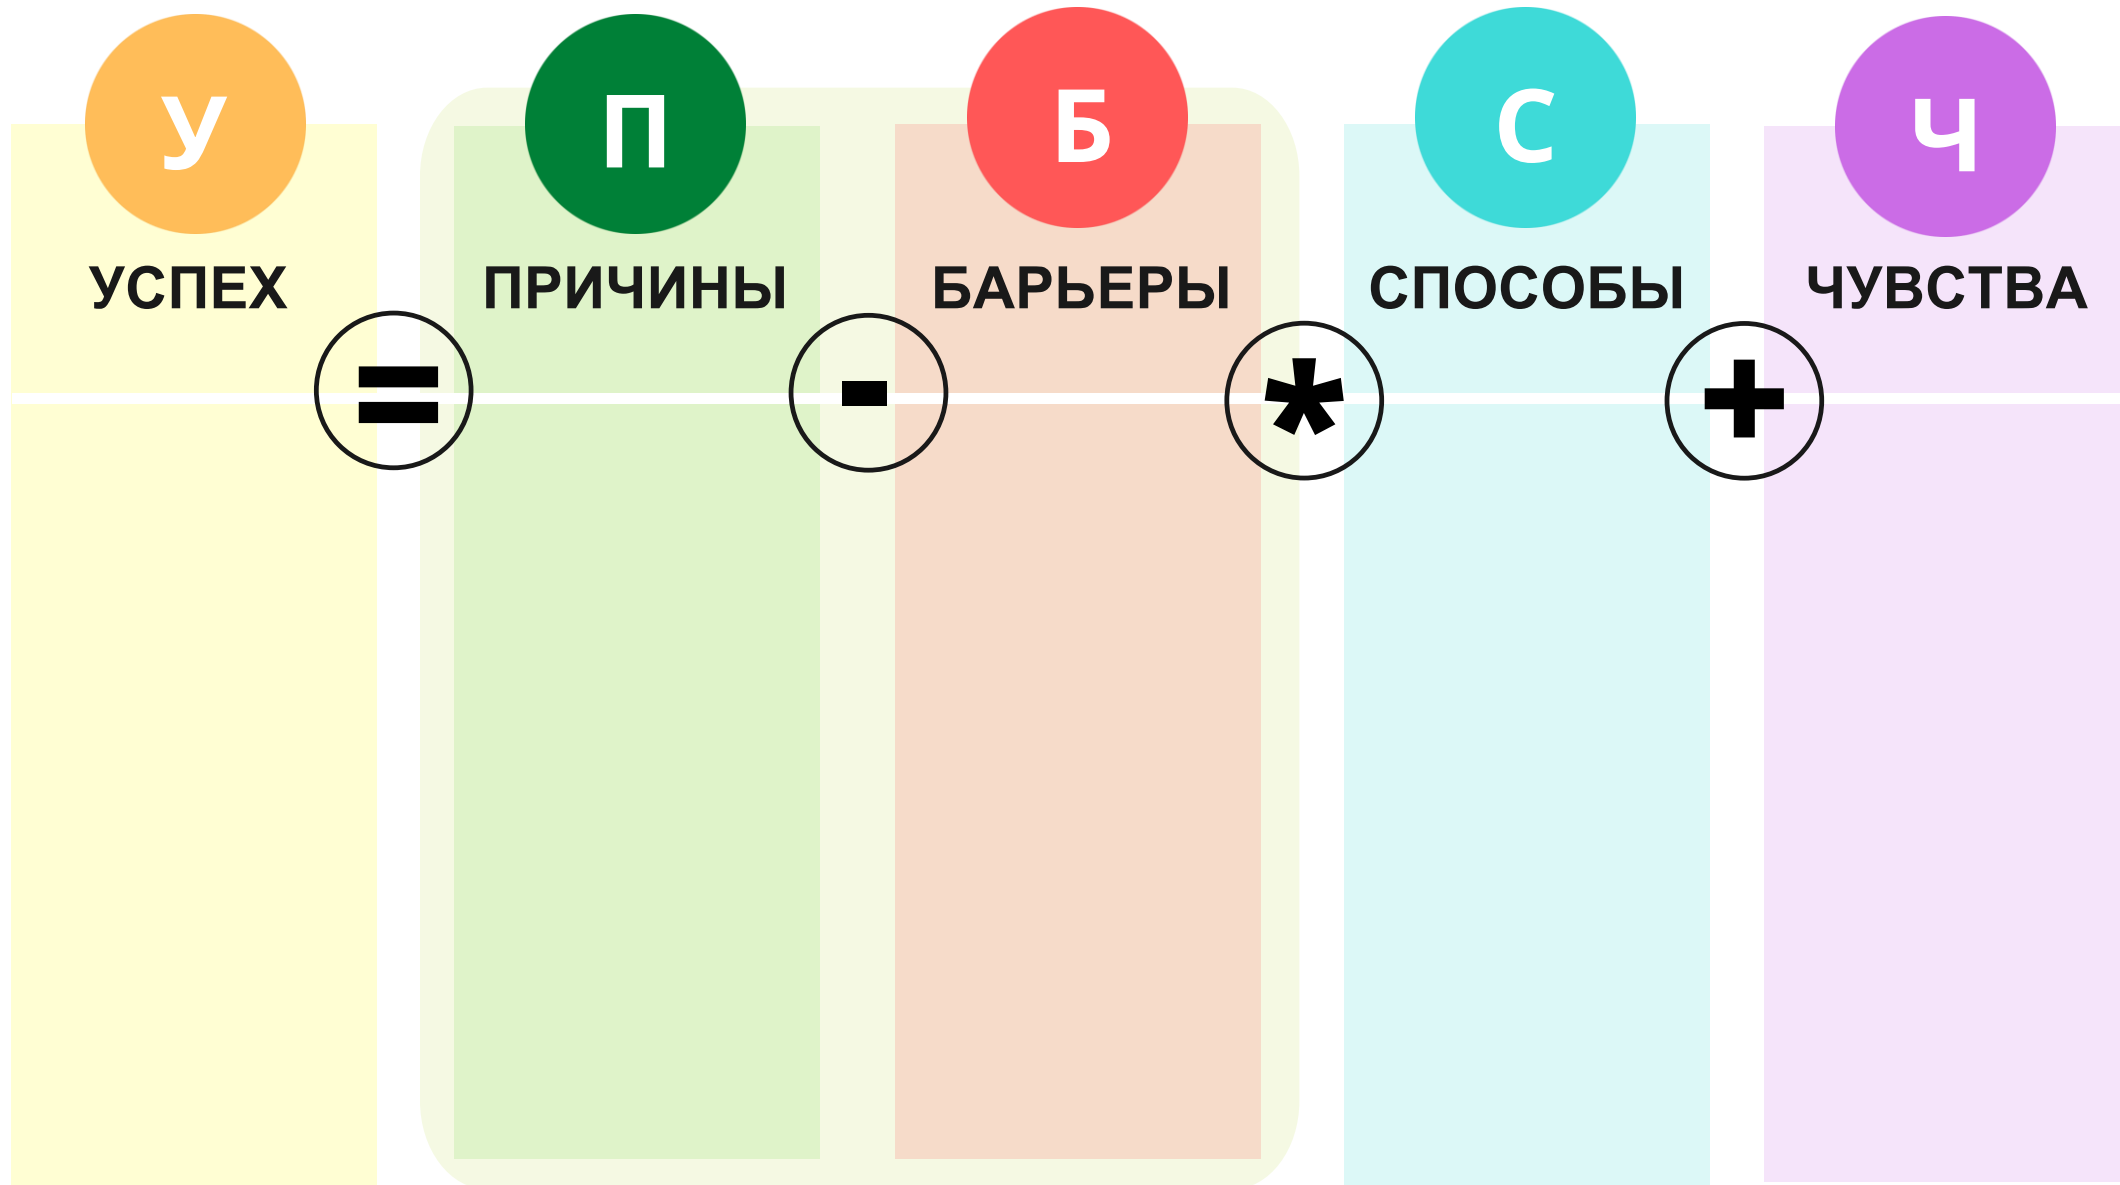 У П Б С Ч
УСПЕХ ПРИЧИНЫ БАРЬЕРЫ СПОСОБЫ ЧУВСТВА
= - * +